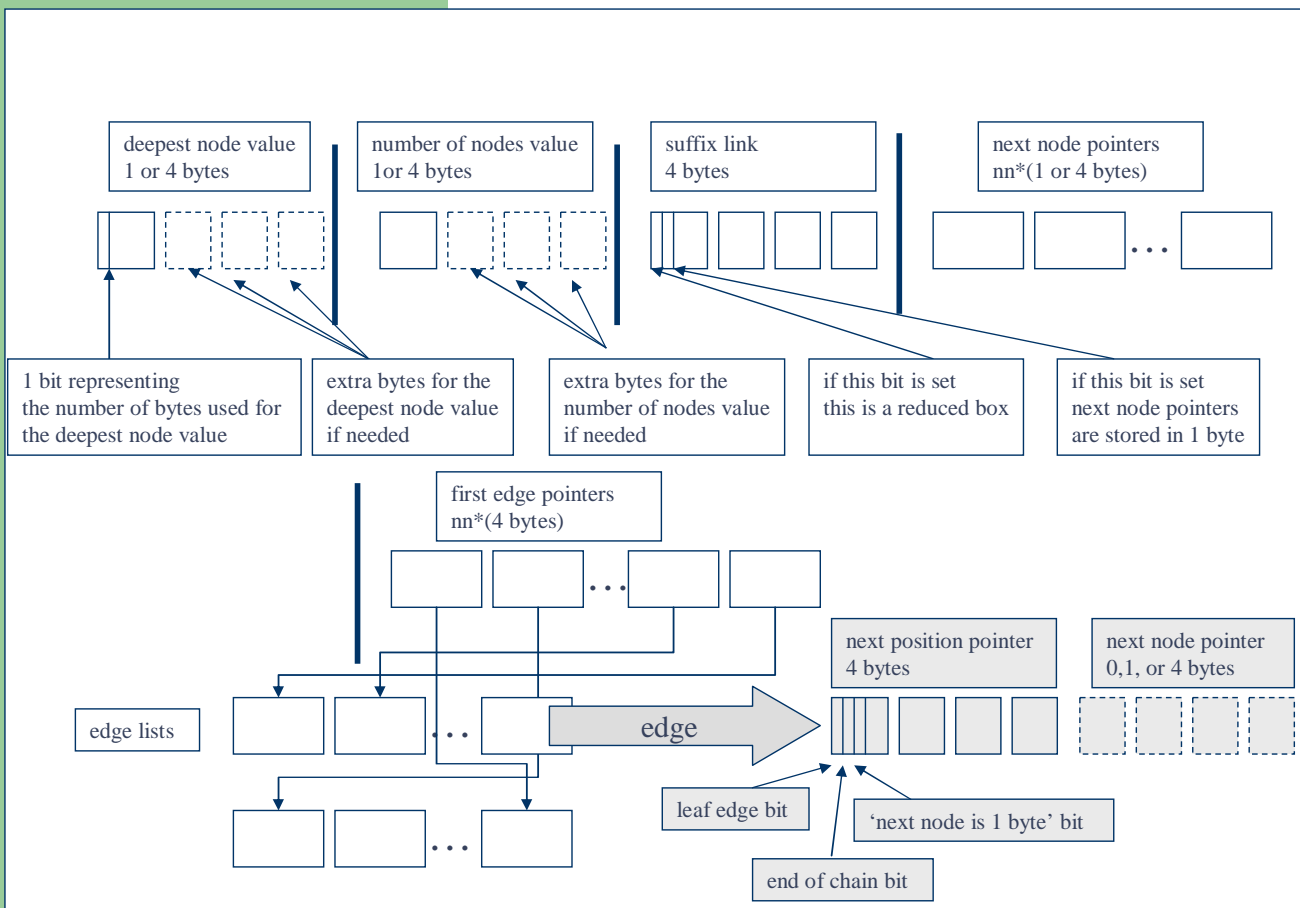 deepest node value
1 or 4 bytes
number of nodes value
1or 4 bytes
suffix link
4 bytes
next node pointers
nn*(1 or 4 bytes)
...
1 bit representing
the number of bytes used for
the deepest node value
extra bytes for the
deepest node value
if needed
extra bytes for the
number of nodes value
if needed
if this bit is set
this is a reduced box
if this bit is set
next node pointers
are stored in 1 byte
first edge pointers
nn*(4 bytes)
...
next position pointer
4 bytes
next node pointer
0,1, or 4 bytes
edge lists
...
edge
leaf edge bit
‘next node is 1 byte’ bit
...
end of chain bit